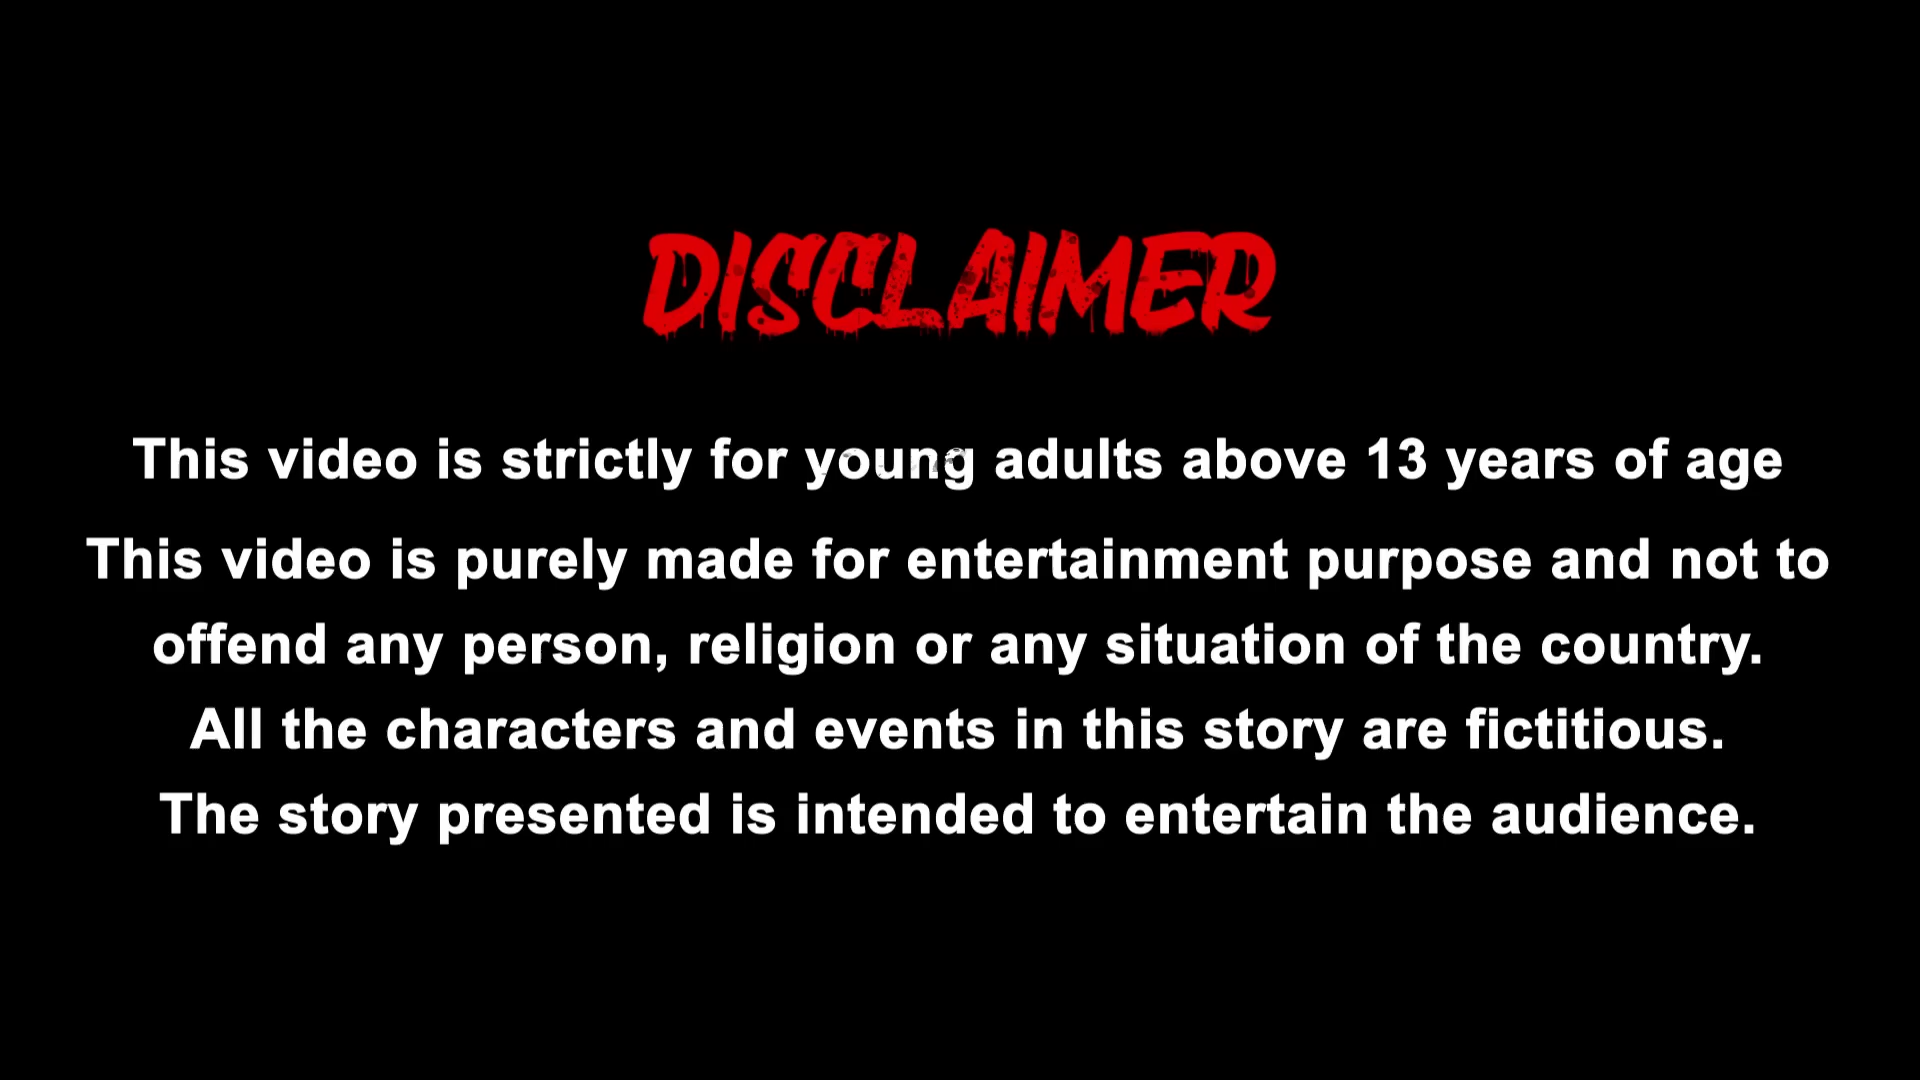 DISCLAIMER
This video is strictly for young adults above 13 years of age
This video is purely made for entertainment purpose and not to
offend any person, religion or any situation of the country.
All the characters and events in this story are fictitious.
The story presented is intended to entertain the audience.